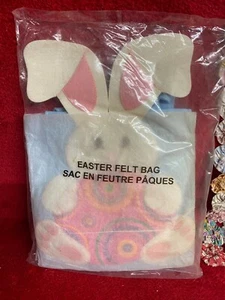 EASTER FELT BAG
SAC EN FEUTRE PÂQUES